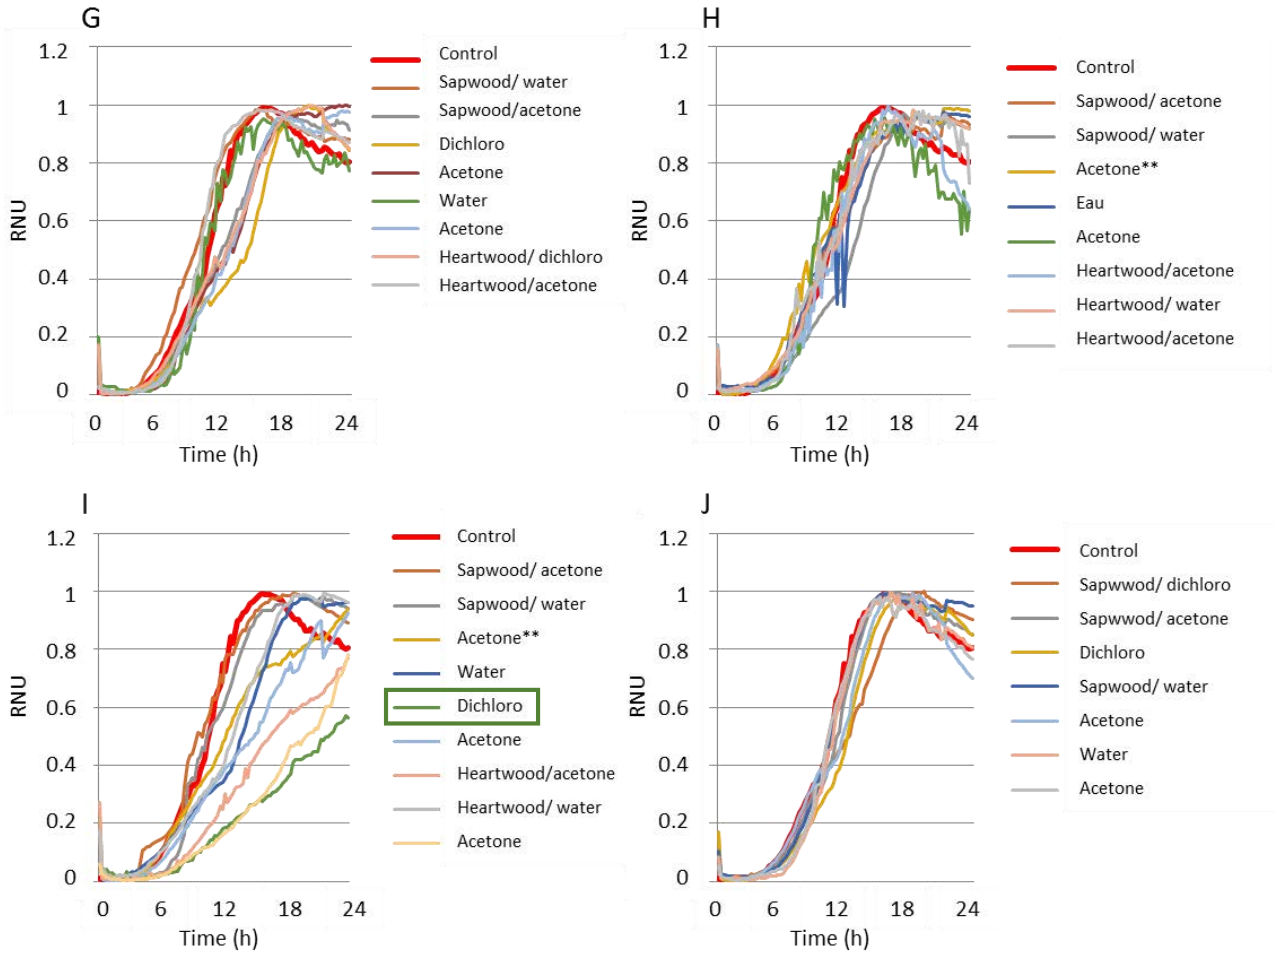 G
1.2
1
0.8
0.6
0.4
0.2
0
RNU
0 6 12 18 24
Time (h)
Control
Sapwood/ water
Sapwood/acetone
Dichloro
Acetone
Water
Acetone
Heartwood/ dichloro
Heartwood/acetone
H
1.2
1
0.8
0.6
0.4
0.2
0
RNU
0 6 12 18 24
Time (h)
Control
Sapwood/ acetone
Sapwood/ water
Acetone**
Eau
Acetone
Heartwood/acetone
Heartwood/ water
Heartwood/acetone
I
1.2
1
0.8
0.6
0.4
0.2
0
RNU
0 6 12 18 24
Time (h)
Control
Sapwood/ acetone
Sapwood/ water
Acetone**
Water
Dichloro
Acetone
Heartwood/acetone
Heartwood/ water
Acetone
J
1.2
1
0.8
0.6
0.4
0.2
0
RNU
0 6 12 18 24
Time (h)
Control
Sapwwod/ dichloro
Sapwwod/ acetone
Dichloro
Sapwood/ water
Acetone
Water
Acetone